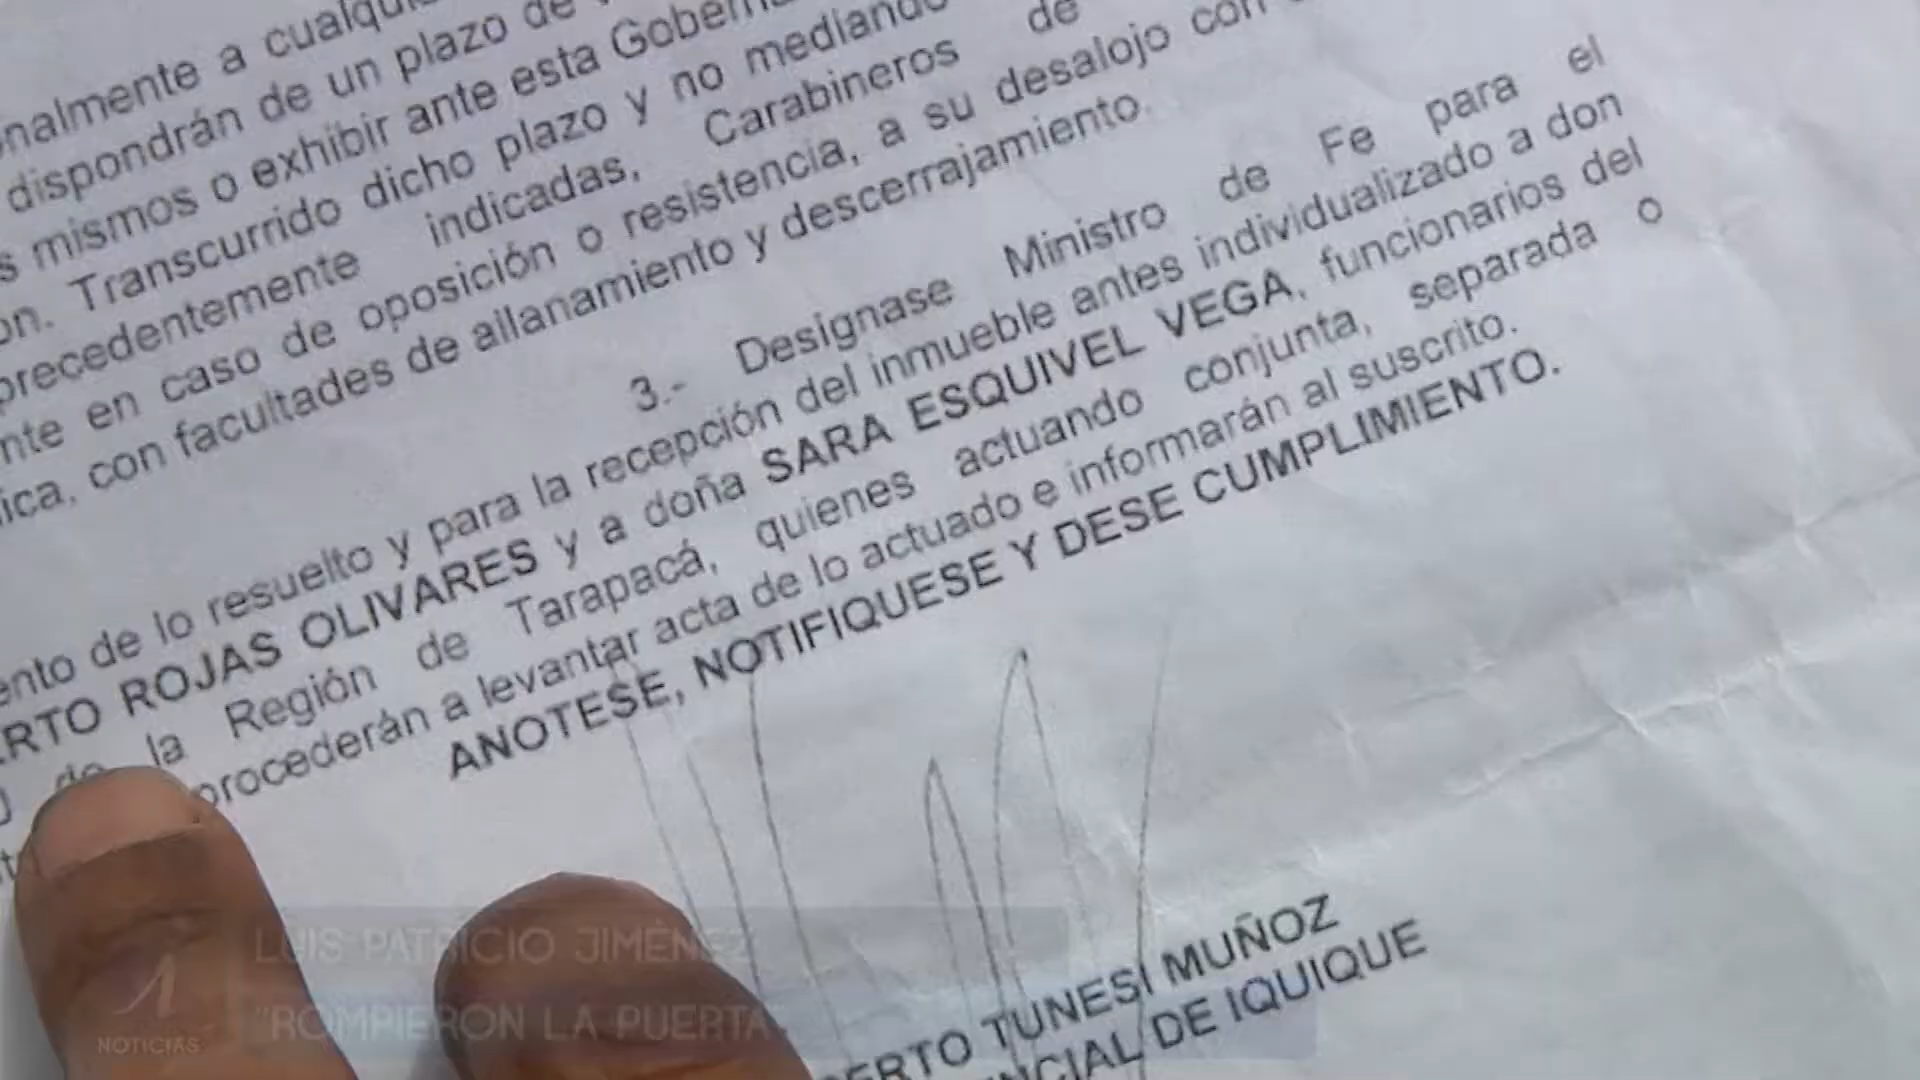 nalmente a cualqu
dispondrán de un plazo de
s mismos o exhibir ante esta Gobern
on. Transcurrido dicho plazo y no mediando
precedentemente indicadas, Carabineros de
nte en caso de oposición o resistencia, a su desalojo con
ica, con facultades de allanamiento y descerrajamiento.
3.- Designase Ministro de Fe para el
ento de lo resuelto y para la recepción del inmueble antes individualizado a don
ERTO ROJAS OLIVARES y a doña SARA ESQUIVEL VEGA, funcionarios del
de la Región de Tarapacá, quienes actuando conjunta, separada o
procederán a levantar acta de lo actuado e informarán al suscrito.
ANOTESE, NOTIFIQUESE Y DESE CUMPLIMIENTO.
ERTO TUNESI MUÑOZ
NCIAL DE IQUIQUE
LUIS PATRICIO JIMÉNEZ
"ROMPIERON LA PUERTA
NOTICIAS